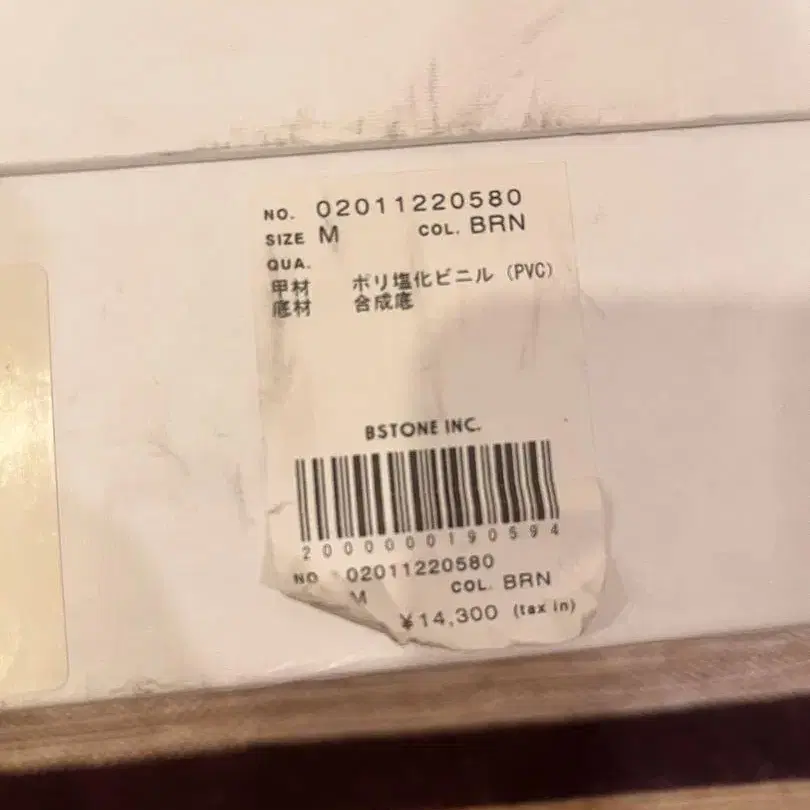 NO. 02011220580
SIZE M COL. BRN
QUA.
甲材 ポリ塩化ビニル (PVC)
底材 合成底
BSTONE INC.
2000000190594
NO 02011220580
M COL. BRN
¥14,300 (tax in)